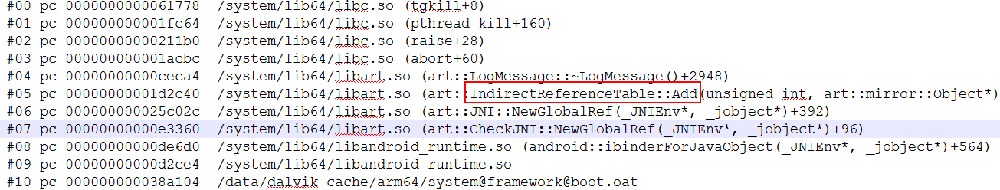 #00 pc 0000000000061778 /system/lib64/libc.so (tgkill+8)
#01 pc 000000000001fc64 /system/lib64/libc.so (pthread_kill+160)
#02 pc 00000000000211b0 /system/lib64/libc.so (raise+28)
#03 pc 000000000001acbc /system/lib64/libc.so (abort+60)
#04 pc 00000000000ceca4 /system/lib64/libart.so (art::LogMessage::~LogMessage()+2948)
#05 pc 00000000001d2c40 /system/lib64/libart.so (art::IndirectReferenceTable::Add(unsigned int, art::mirror::Object*)
#06 pc 000000000025c02c /system/lib64/libart.so (art::JNI::NewGlobalRef(_JNIEnv*, _jobject*)+392)
#07 pc 00000000000e3360 /system/lib64/libart.so (art::CheckJNI::NewGlobalRef(_JNIEnv*, _jobject*)+96)
#08 pc 00000000000de6d0 /system/lib64/libandroid_runtime.so (android::ibinderForJavaObject(_JNIEnv*, _jobject*)+564)
#09 pc 00000000000d2ce4 /system/lib64/libandroid_runtime.so
#10 pc 000000000038a104 /data/dalvik-cache/arm64/system@framework@boot.oat